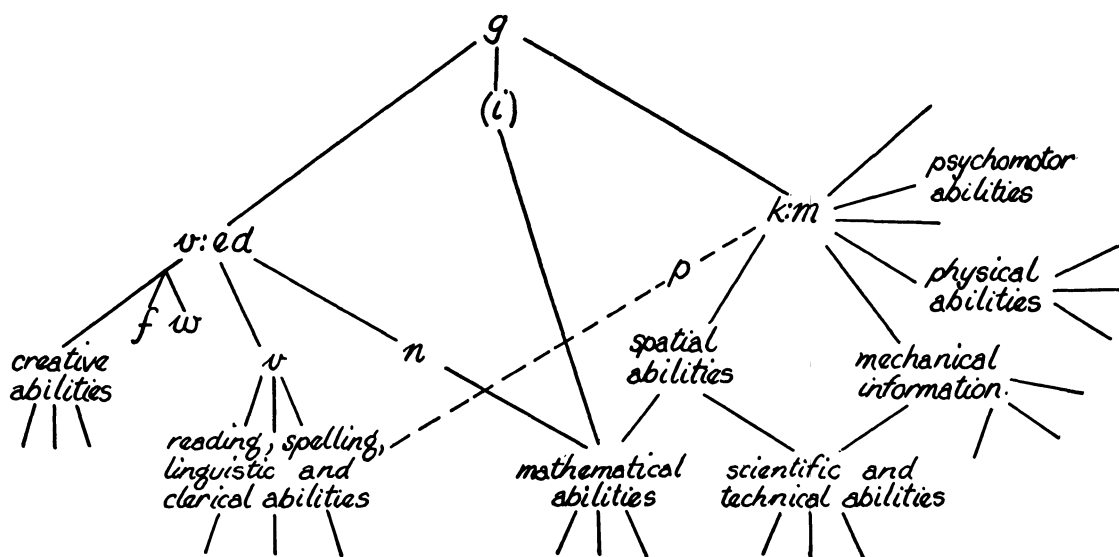 g
(i)
psychomotor
abilities
k:m
v:ed
p
physical
abilities
f w
creative
abilities
v
n
spatial
abilities
mechanical
information.
reading, spelling,
linguistic and
clerical abilities
mathematical
abilities
scientific and
technical abilities